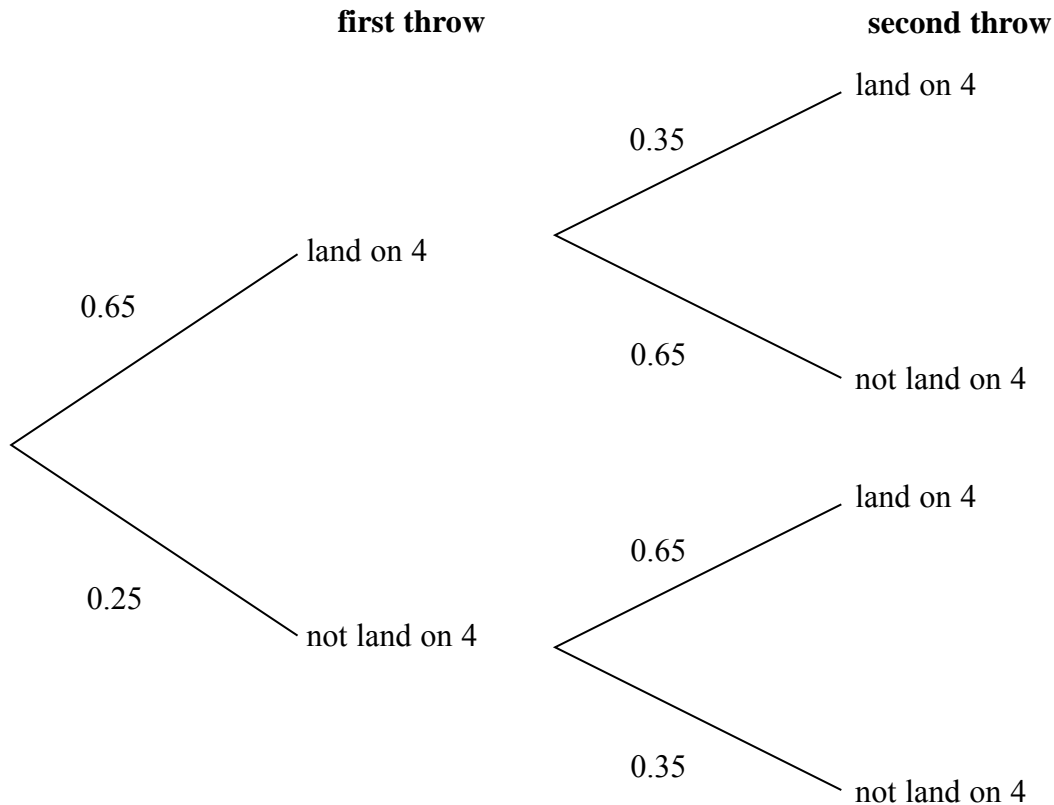 first throw
second throw
land on 4
0.35
land on 4
0.65
0.65
not land on 4
land on 4
0.65
0.25
not land on 4
0.35
not land on 4